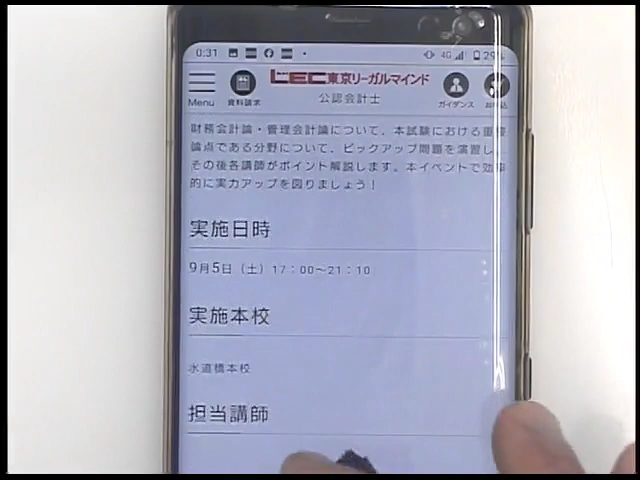 0:31
4G
29
LEC東京リーガルマインド
公認会計士
Menu
資料請求
ガイダンス
お申込
財務会計論・管理会計論について、本試験における重要
論点である分野について、ピックアップ問題を演習し、
その後各講師がポイント解説します。本イベントで効率
的に実力アップを図りましょう！
実施日時
9月5日（土）17：00～21：10
実施本校
水道橋本校
担当講師